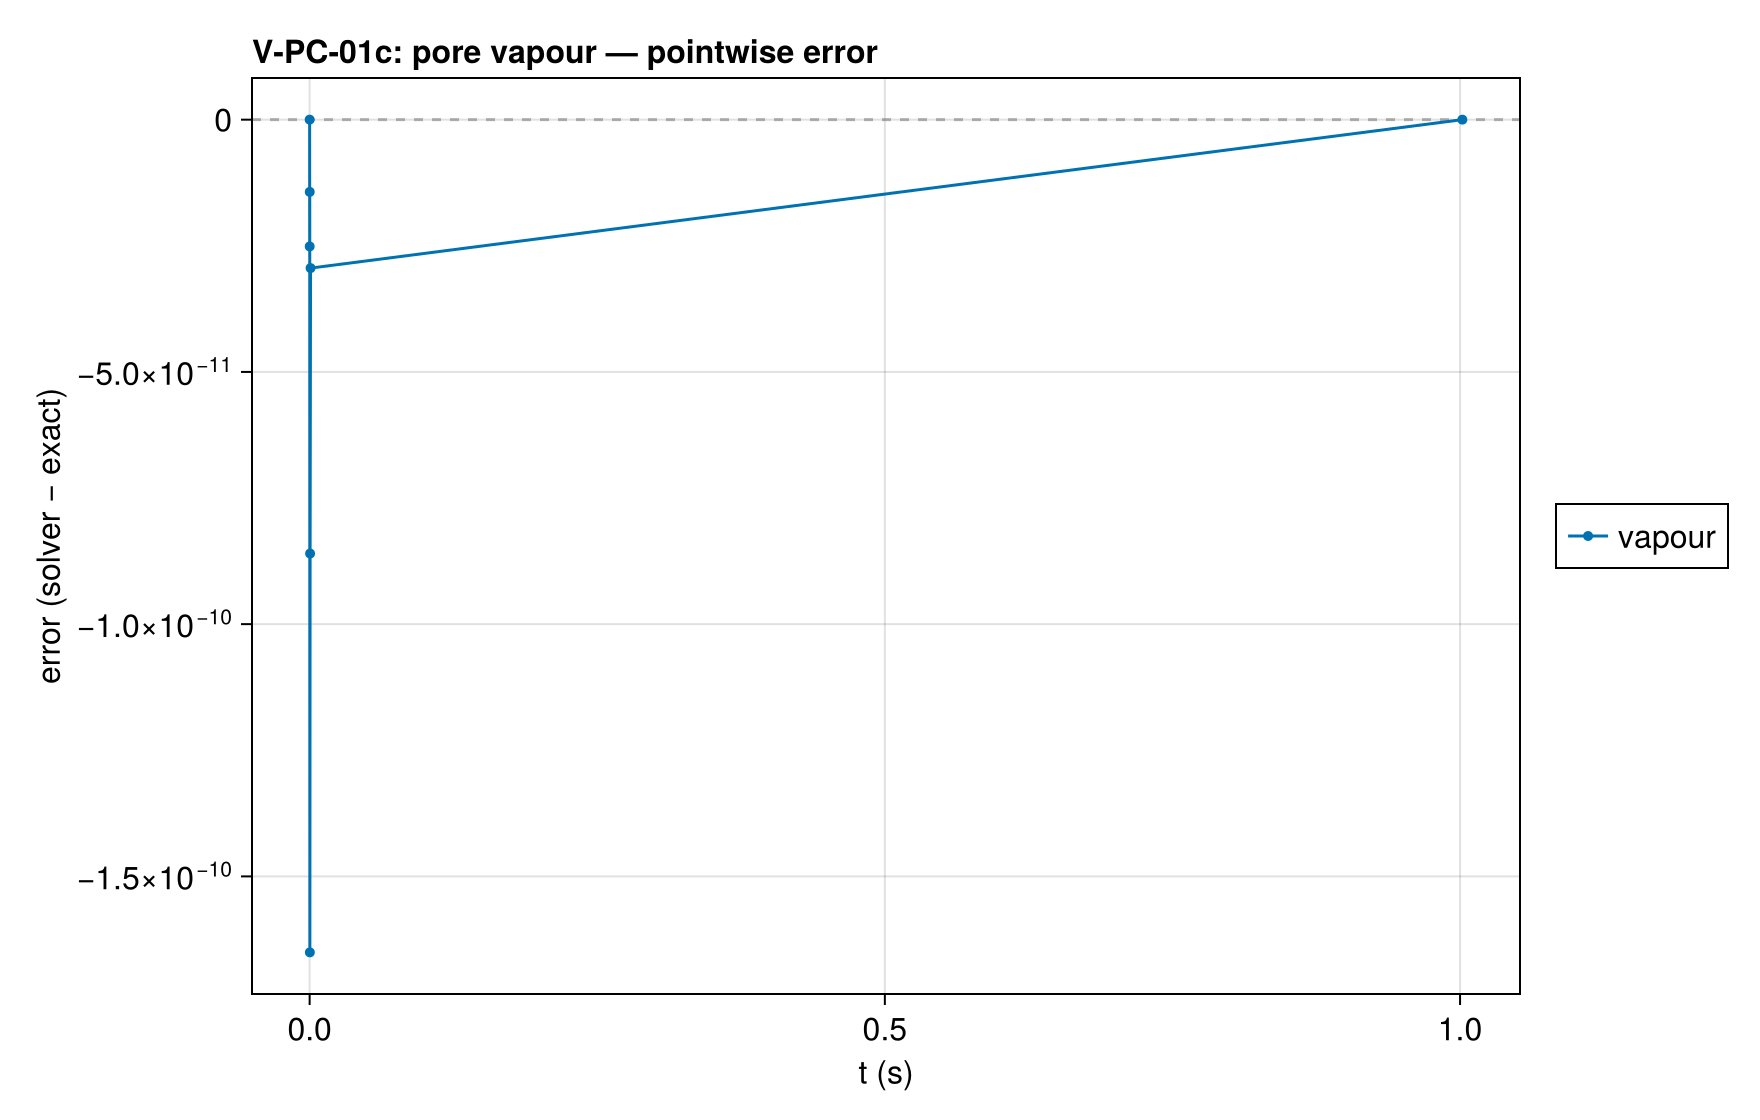 V-PC-01c: pore vapour — pointwise error
error (solver – exact)
0
−5.0×10⁻¹¹
−1.0×10⁻¹⁰
−1.5×10⁻¹⁰
0.0
0.5
1.0
t (s)
vapour